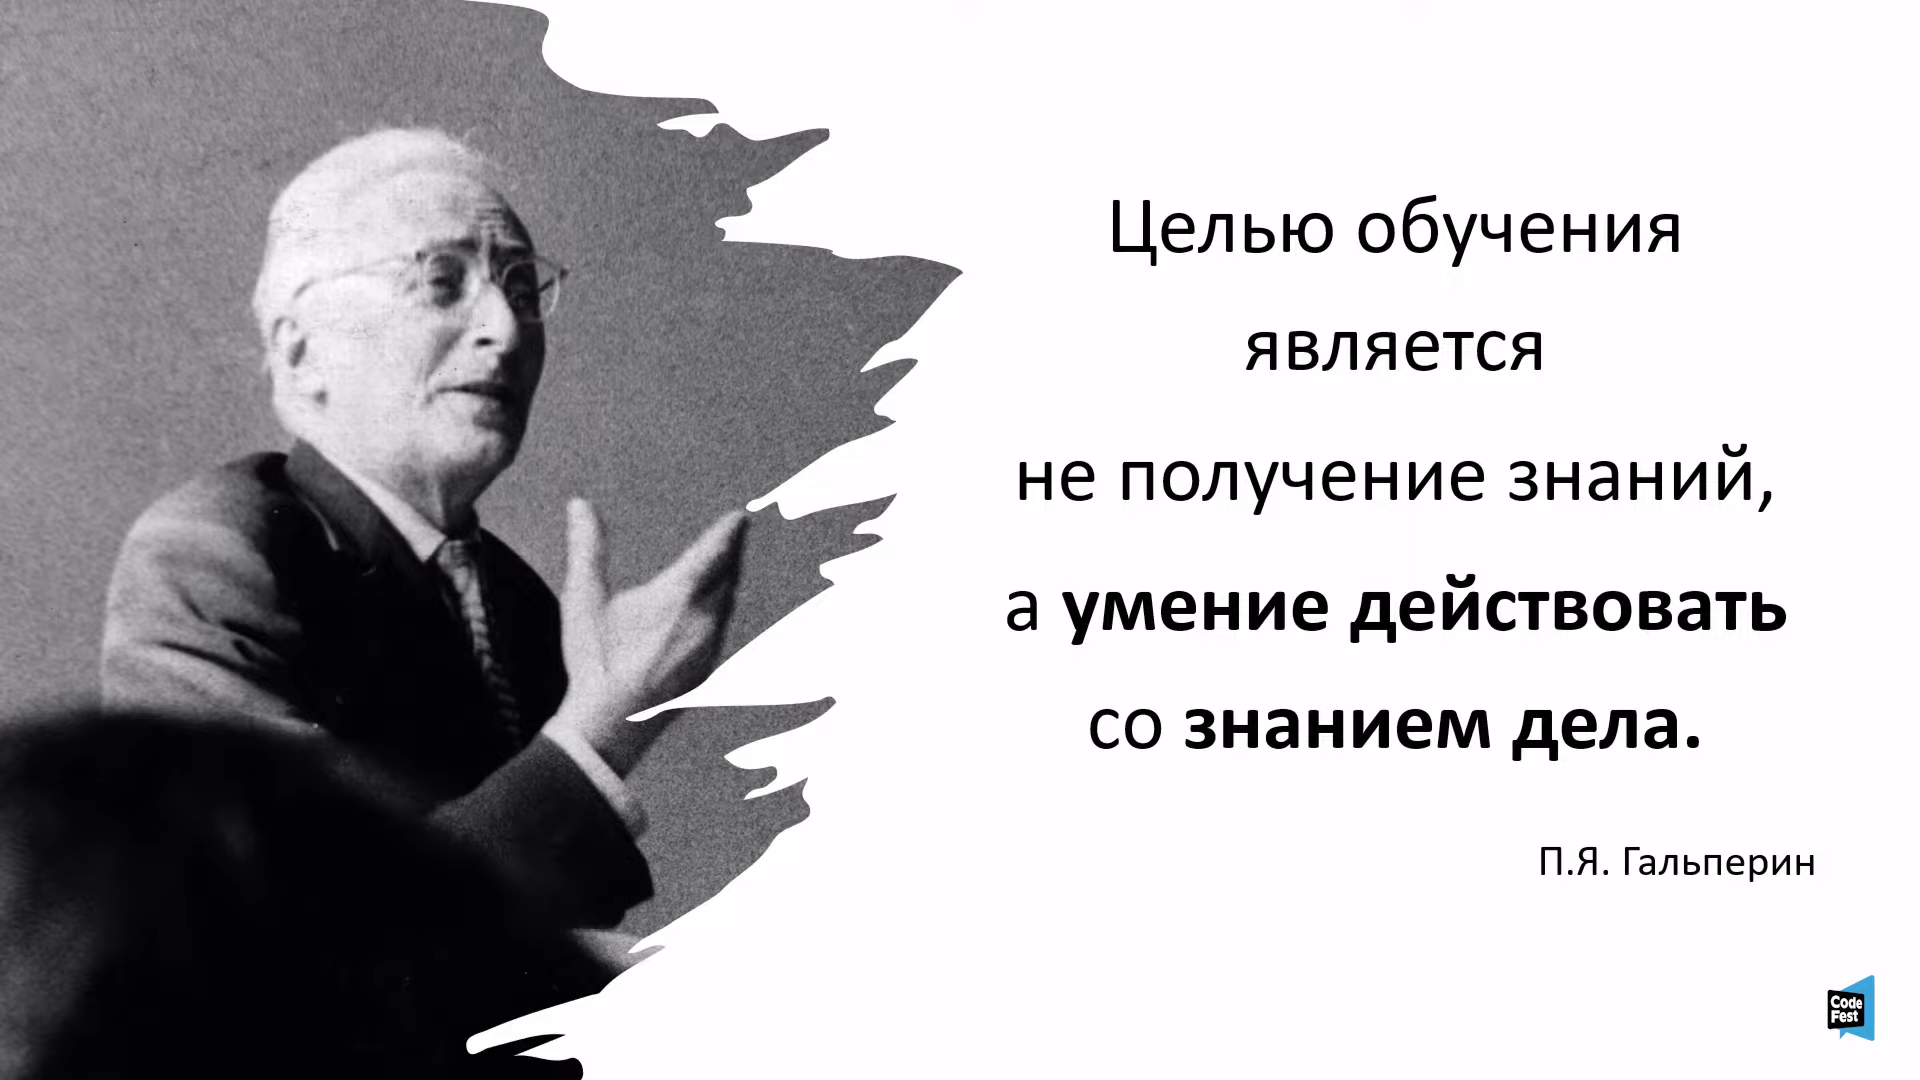 Целью обучения
является
не получение знаний,
а умение действовать
со знанием дела.
П.Я. Гальперин
Code
Fest